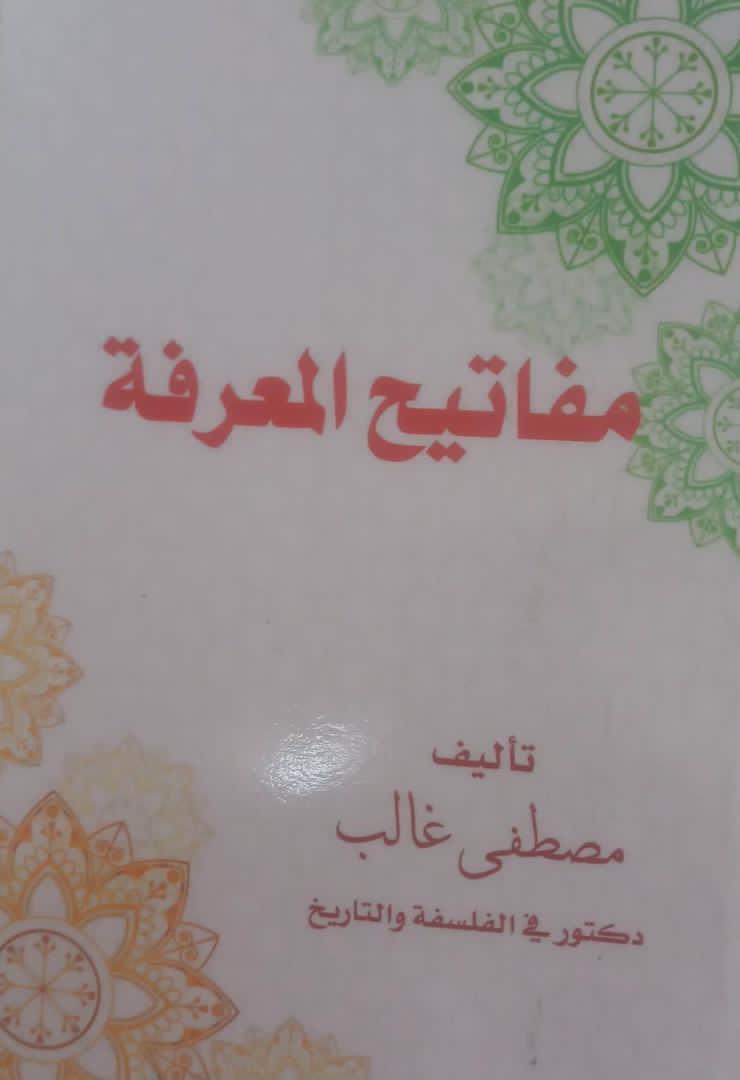 مفاتيح المعرفة
تأليف
مصطفى غالب
دكتور في الفلسفة والتاريخ